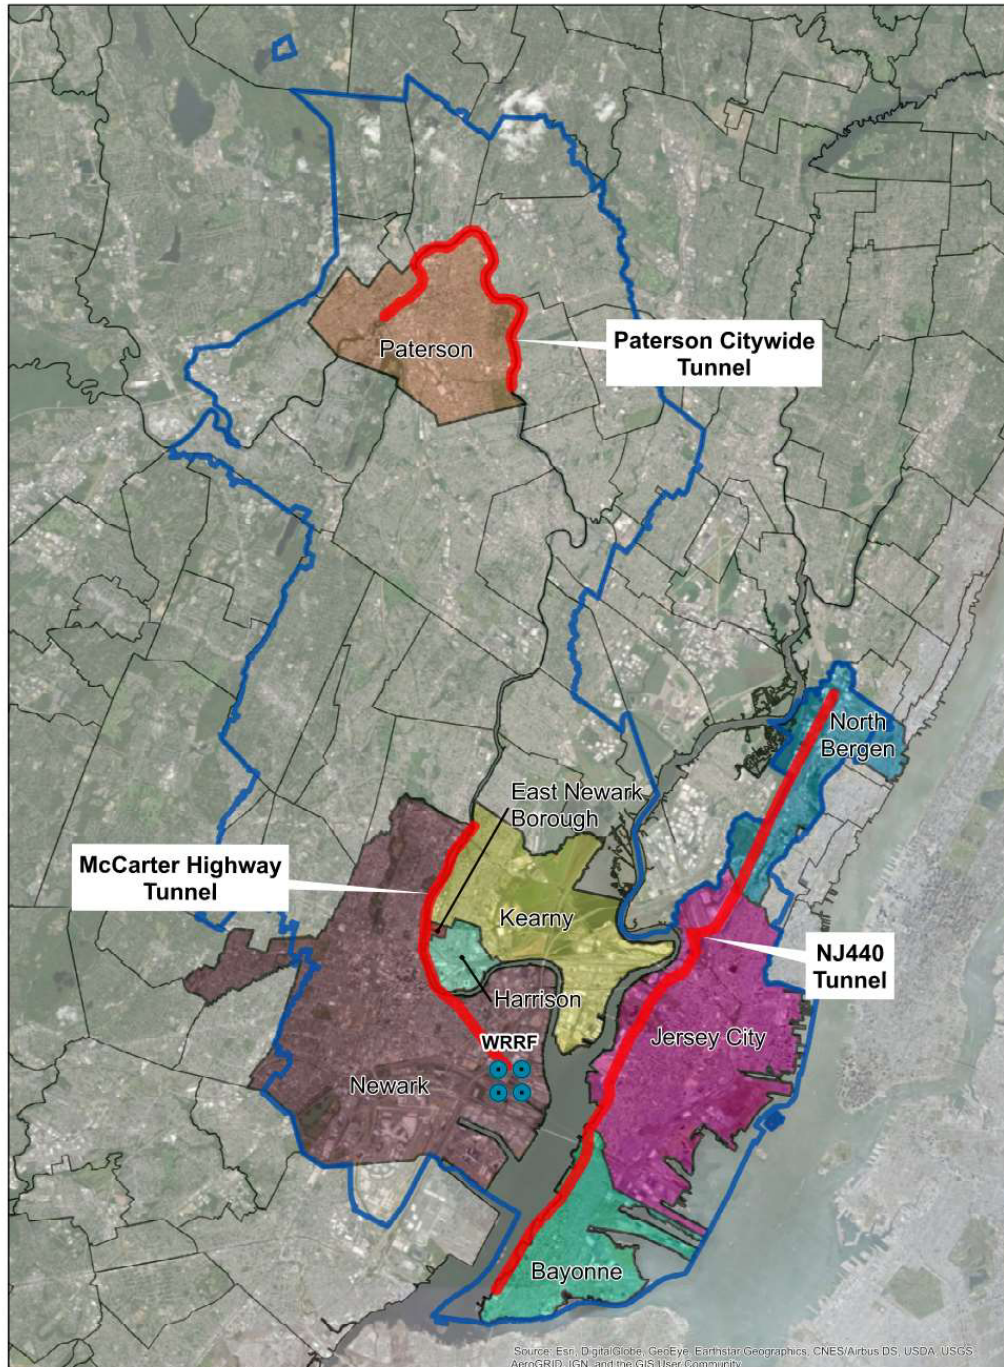 Paterson
Paterson Citywide
Tunnel
North
Bergen
East Newark
Borough
McCarter Highway
Tunnel
Kearny
NJ440
Tunnel
Harrison
WRRF
Jersey City
Newark
Bayonne
Source: Esri, DigitalGlobe, GeoEye, Earthstar Geographics, CNES/Airbus DS, USDA, USGS,
AeroGRID, IGN, and the GIS User Community